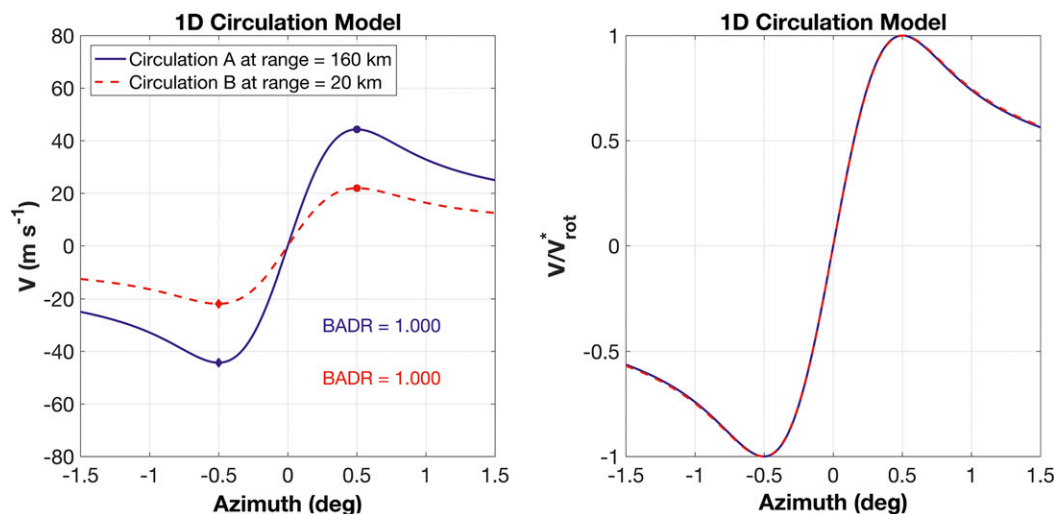 1D Circulation Model
80
60
40
20
0
-20
-40
-60
-80
V (m s-1)
Circulation A at range = 160 km
Circulation B at range = 20 km
BADR = 1.000
BADR = 1.000
-1.5 -1 -0.5 0 0.5 1 1.5
Azimuth (deg)
1D Circulation Model
1
0.5
0
-0.5
-1
V/V*rot
-1.5 -1 -0.5 0 0.5 1 1.5
Azimuth (deg)